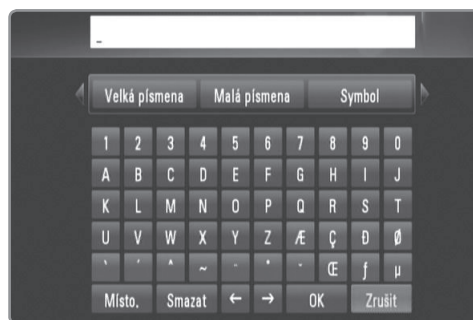 _
Velká písmena Malá písmena Symbol
1 2 3 4 5 6 7 8 9 0
A B C D E F G H I J
K L M N O P Q R S T
U V W X Y Z Æ Ç Ð Ø
` ´ ^ ~ ¨ ˚ - Œ ƒ µ
Místo. Smazat ← → OK Zrušit